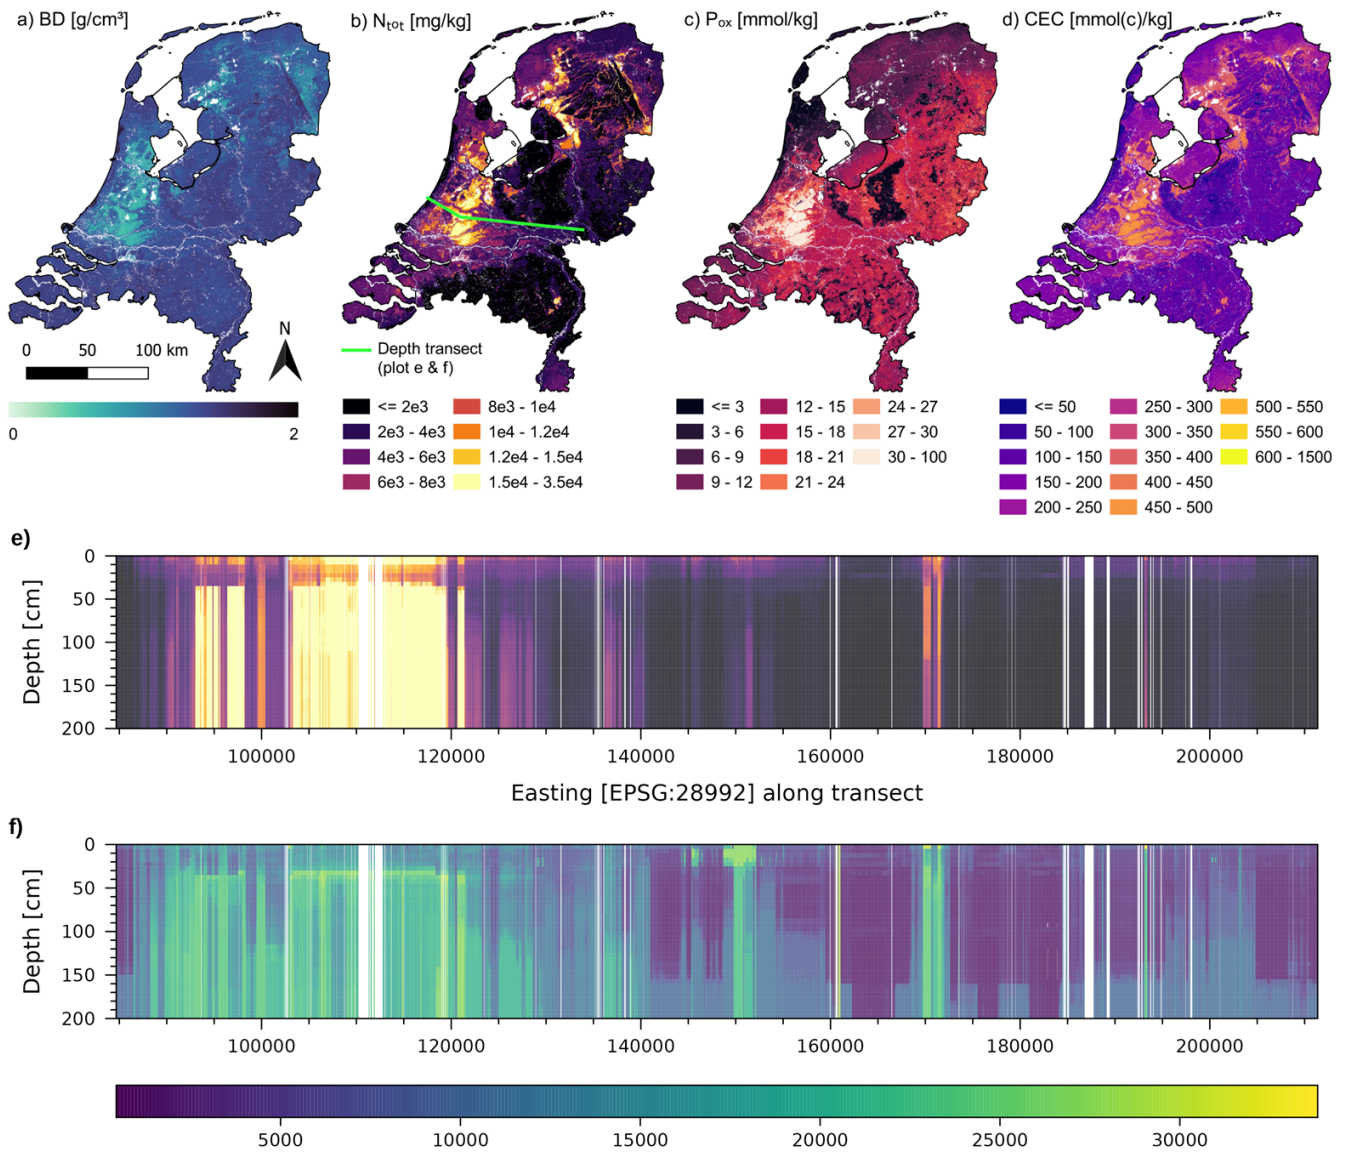 a) BD [g/cm³]
b) Nₜₒₜ [mg/kg]
c) Pₒₓ [mmol/kg]
d) CEC [mmol(c)/kg]
N
0 50 100 km
0 2
Depth transect
(plot e & f)
<= 2e3 8e3 - 1e4
2e3 - 4e3 1e4 - 1.2e4
4e3 - 6e3 1.2e4 - 1.5e4
6e3 - 8e3 1.5e4 - 3.5e4
<= 3 12 - 15 24 - 27
3 - 6 15 - 18 27 - 30
6 - 9 18 - 21 30 - 100
9 - 12 21 - 24
<= 50 250 - 300 500 - 550
50 - 100 300 - 350 550 - 600
100 - 150 350 - 400 600 - 1500
150 - 200 400 - 450
200 - 250 450 - 500
e)
Depth [cm]
0
50
100
150
200
100000 120000 140000 160000 180000 200000
Easting [EPSG:28992] along transect
f)
Depth [cm]
0
50
100
150
200
100000 120000 140000 160000 180000 200000
5000 10000 15000 20000 25000 30000